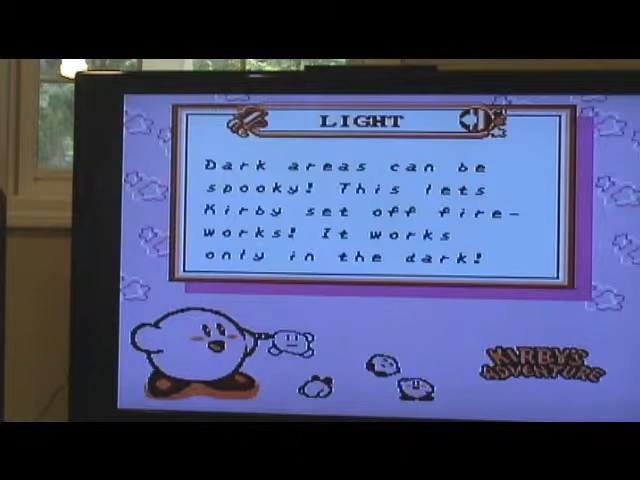 LIGHT
Dark areas can be
spooky! This lets
Kirby set off fire-
works! It works
only in the dark!
KIRBY'S
ADVENTURE